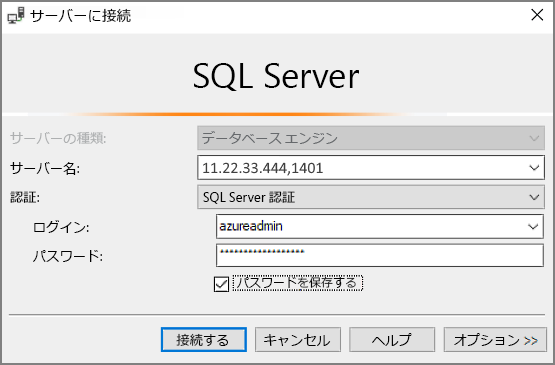 サーバーに接続
SQL Server
サーバーの種類: データベース エンジン
サーバー名: 11.22.33.444,1401
認証: SQL Server 認証
ログイン: azureadmin
パスワード: ******************
パスワードを保存する
接続する キャンセル ヘルプ オプション >>